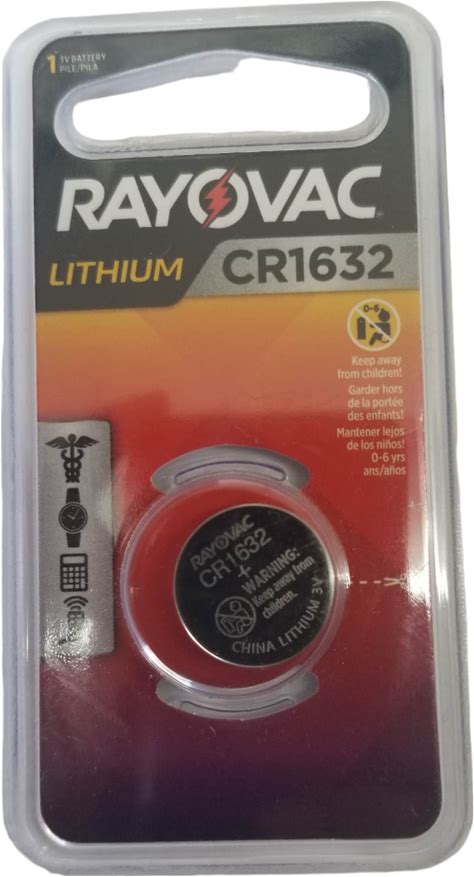 1 3V BATTERY
PILE/PILA
RAYOVAC
LITHIUM
CR1632
0-6
Keep away
from children!
Garder hors
de la portée
des enfants!
Mantener lejos
de los niños!
0-6 yrs
ans/años
RAYOVAC
CR1632
+
WARNING:
Keep away from
children.
CHINA LITHIUM 3V